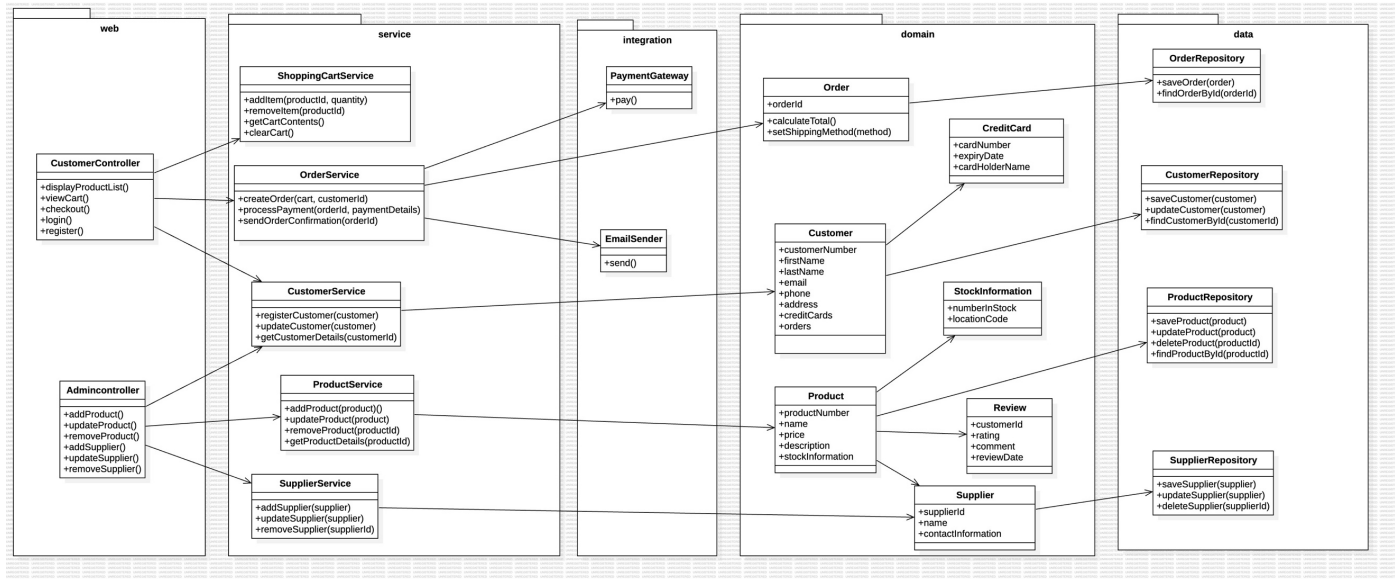 web
CustomerController
+displayProductList()
+viewCart()
+checkout()
+login()
+register()
Admincontroller
+addProduct()
+updateProduct()
+removeProduct()
+addSupplier()
+updateSupplier()
+removeSupplier()
service
ShoppingCartService
+addItem(productId, quantity)
+removeItem(productId)
+getCartContents()
+clearCart()
OrderService
+createOrder(cart, customerId)
+processPayment(orderId, paymentDetails)
+sendOrderConfirmation(orderId)
CustomerService
+registerCustomer(customer)
+updateCustomer(customer)
+getCustomerDetails(customerId)
ProductService
+addProduct(product)()
+updateProduct(product)
+removeProduct(productId)
+getProductDetails(productId)
SupplierService
+addSupplier(supplier)
+updateSupplier(supplier)
+removeSupplier(supplierId)
integration
PaymentGateway
+pay()
EmailSender
+send()
domain
Order
+orderId
+calculateTotal()
+setShippingMethod(method)
CreditCard
+cardNumber
+expiryDate
+cardHolderName
Customer
+customerNumber
+firstName
+lastName
+email
+phone
+address
+creditCards
+orders
StockInformation
+numberInStock
+locationCode
Product
+productNumber
+name
+price
+description
+stockInformation
Review
+customerId
+rating
+comment
+reviewDate
Supplier
+supplierId
+name
+contactInformation
data
OrderRepository
+saveOrder(order)
+findOrderById(orderId)
CustomerRepository
+saveCustomer(customer)
+updateCustomer(customer)
+findCustomerById(customerId)
ProductRepository
+saveProduct(product)
+updateProduct(product)
+deleteProduct(productId)
+findProductById(productId)
SupplierRepository
+saveSupplier(supplier)
+updateSupplier(supplier)
+deleteSupplier(supplierId)